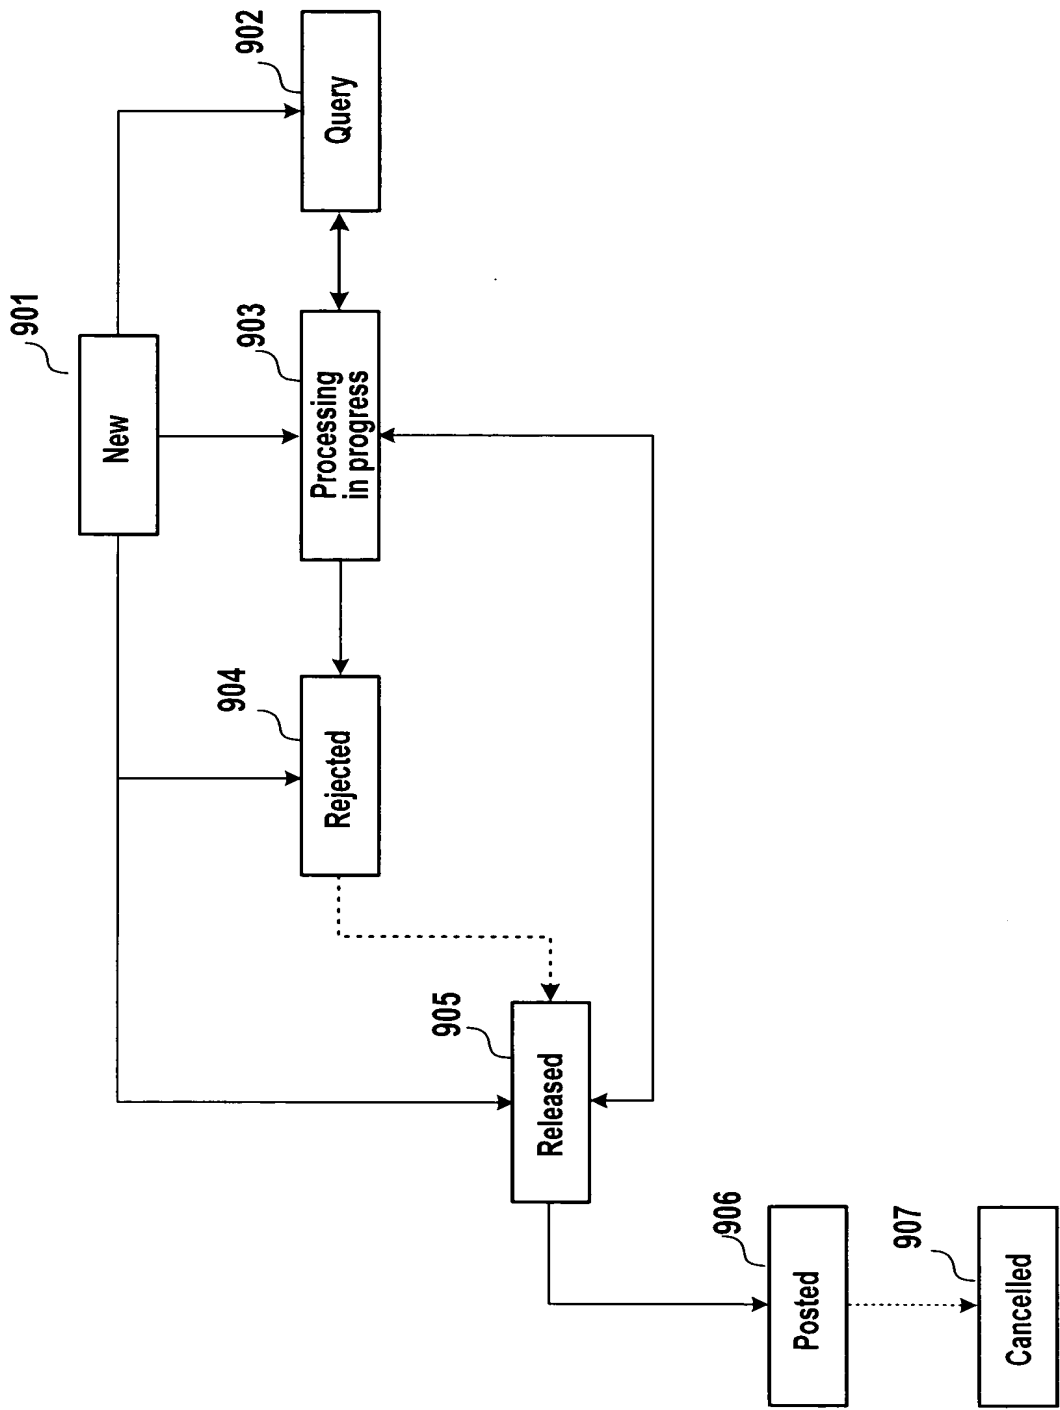 901
New
902
Query
903
Processing
in progress
904
Rejected
905
Released
906
Posted
907
Cancelled